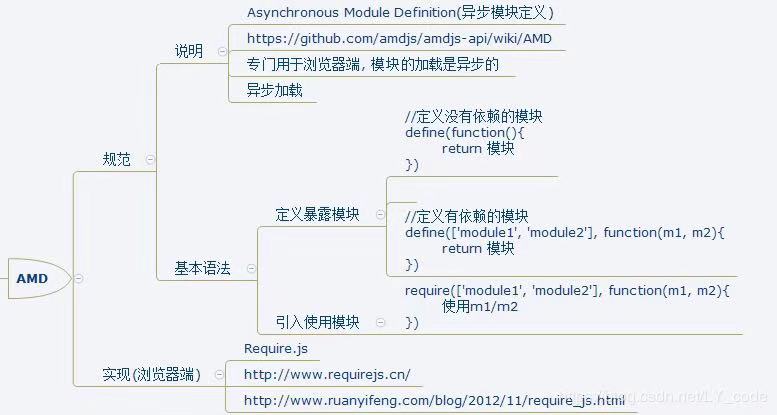 Asynchronous Module Definition(异步模块定义)
说明
https://github.com/amdjs/amdjs-api/wiki/AMD
专门用于浏览器端, 模块的加载是异步的
异步加载
规范
//定义没有依赖的模块
define(function(){
return 模块
})
定义暴露模块
//定义有依赖的模块
define(['module1', 'module2'], function(m1, m2){
return 模块
})
基本语法
AMD
require(['module1', 'module2'], function(m1, m2){
使用m1/m2
})
引入使用模块
Require.js
实现(浏览器端)
http://www.requirejs.cn/
http://www.ruanyifeng.com/blog/2012/11/require_js.html
https://blog.csdn.net/LY_code